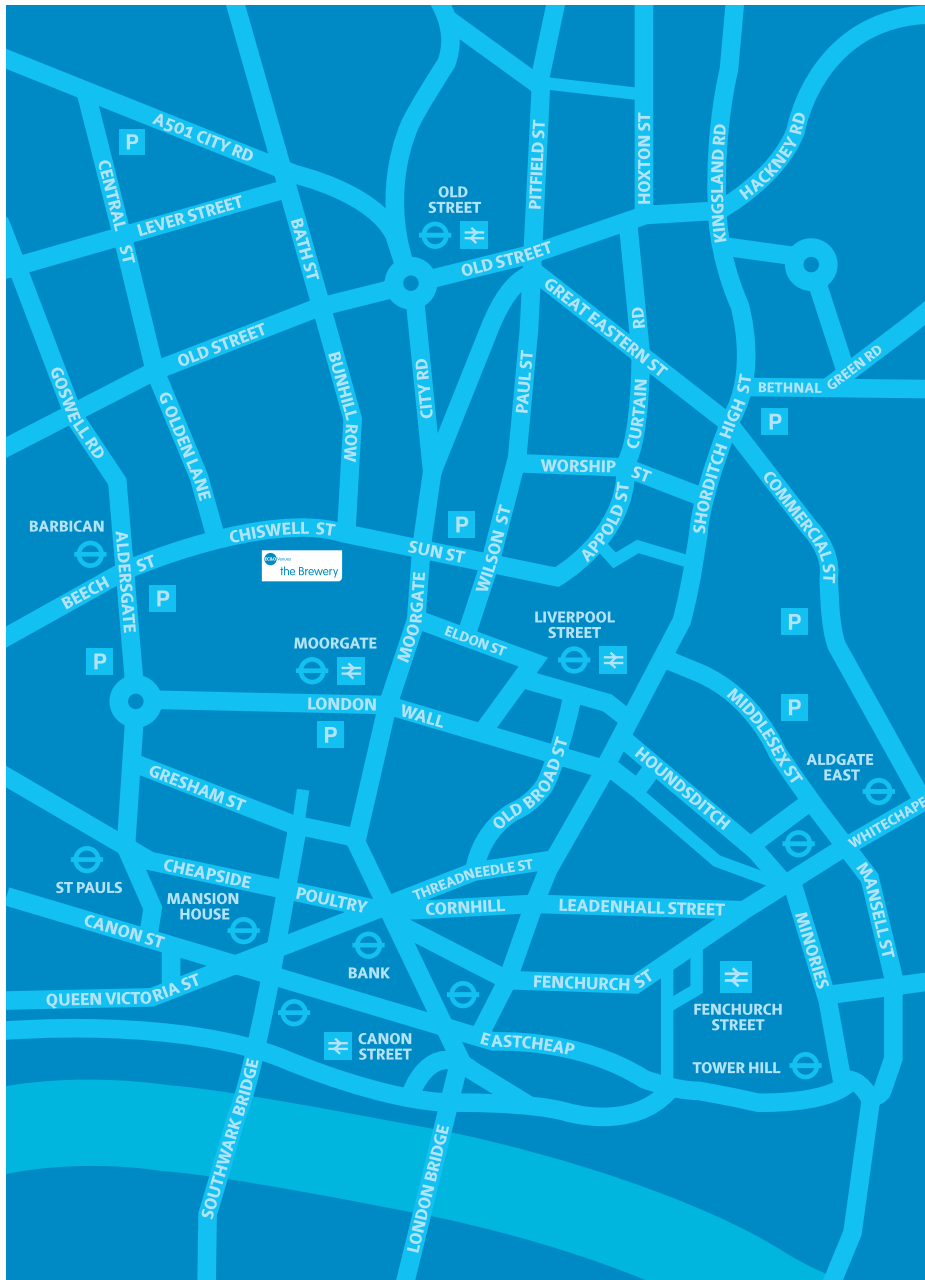 A501 CITY RD
P
CENTRAL ST
LEVER STREET
BATH ST
OLD
STREET
PITFIELD ST
HOXTON ST
KINGSLAND RD
HACKNEY RD
OLD STREET
OLD STREET
GREAT EASTERN ST
GOSWELL RD
GOLDEN LANE
BUNHILL ROW
CITY RD
PAUL ST
CURTAIN RD
SHORDITCH HIGH ST
BETHNAL GREEN RD
P
WORSHIP ST
COMMERCIAL ST
BARBICAN
ALDERSGATE
BEECH ST
CHISWELL ST
the Brewery
P
SUN ST
WILSON ST
APPOLD ST
P
P
MOORGATE
MOORGATE
ELDON ST
LIVERPOOL
STREET
P
LONDON WALL
P
P
MIDDLESEX ST
ALDGATE
EAST
GRESHAM ST
OLD BROAD ST
HOUNDSDITCH
WHITECHAPE
ST PAULS
CHEAPSIDE
POULTRY
THREADNEEDLE ST
MANSION
HOUSE
CORNHILL
LEADENHALL STREET
MANSELL ST
MINORIES
CANON ST
BANK
QUEEN VICTORIA ST
FENCHURCH ST
FENCHURCH
STREET
CANON
STREET
EASTCHEAP
TOWER HILL
SOUTHWARK BRIDGE
LONDON BRIDGE